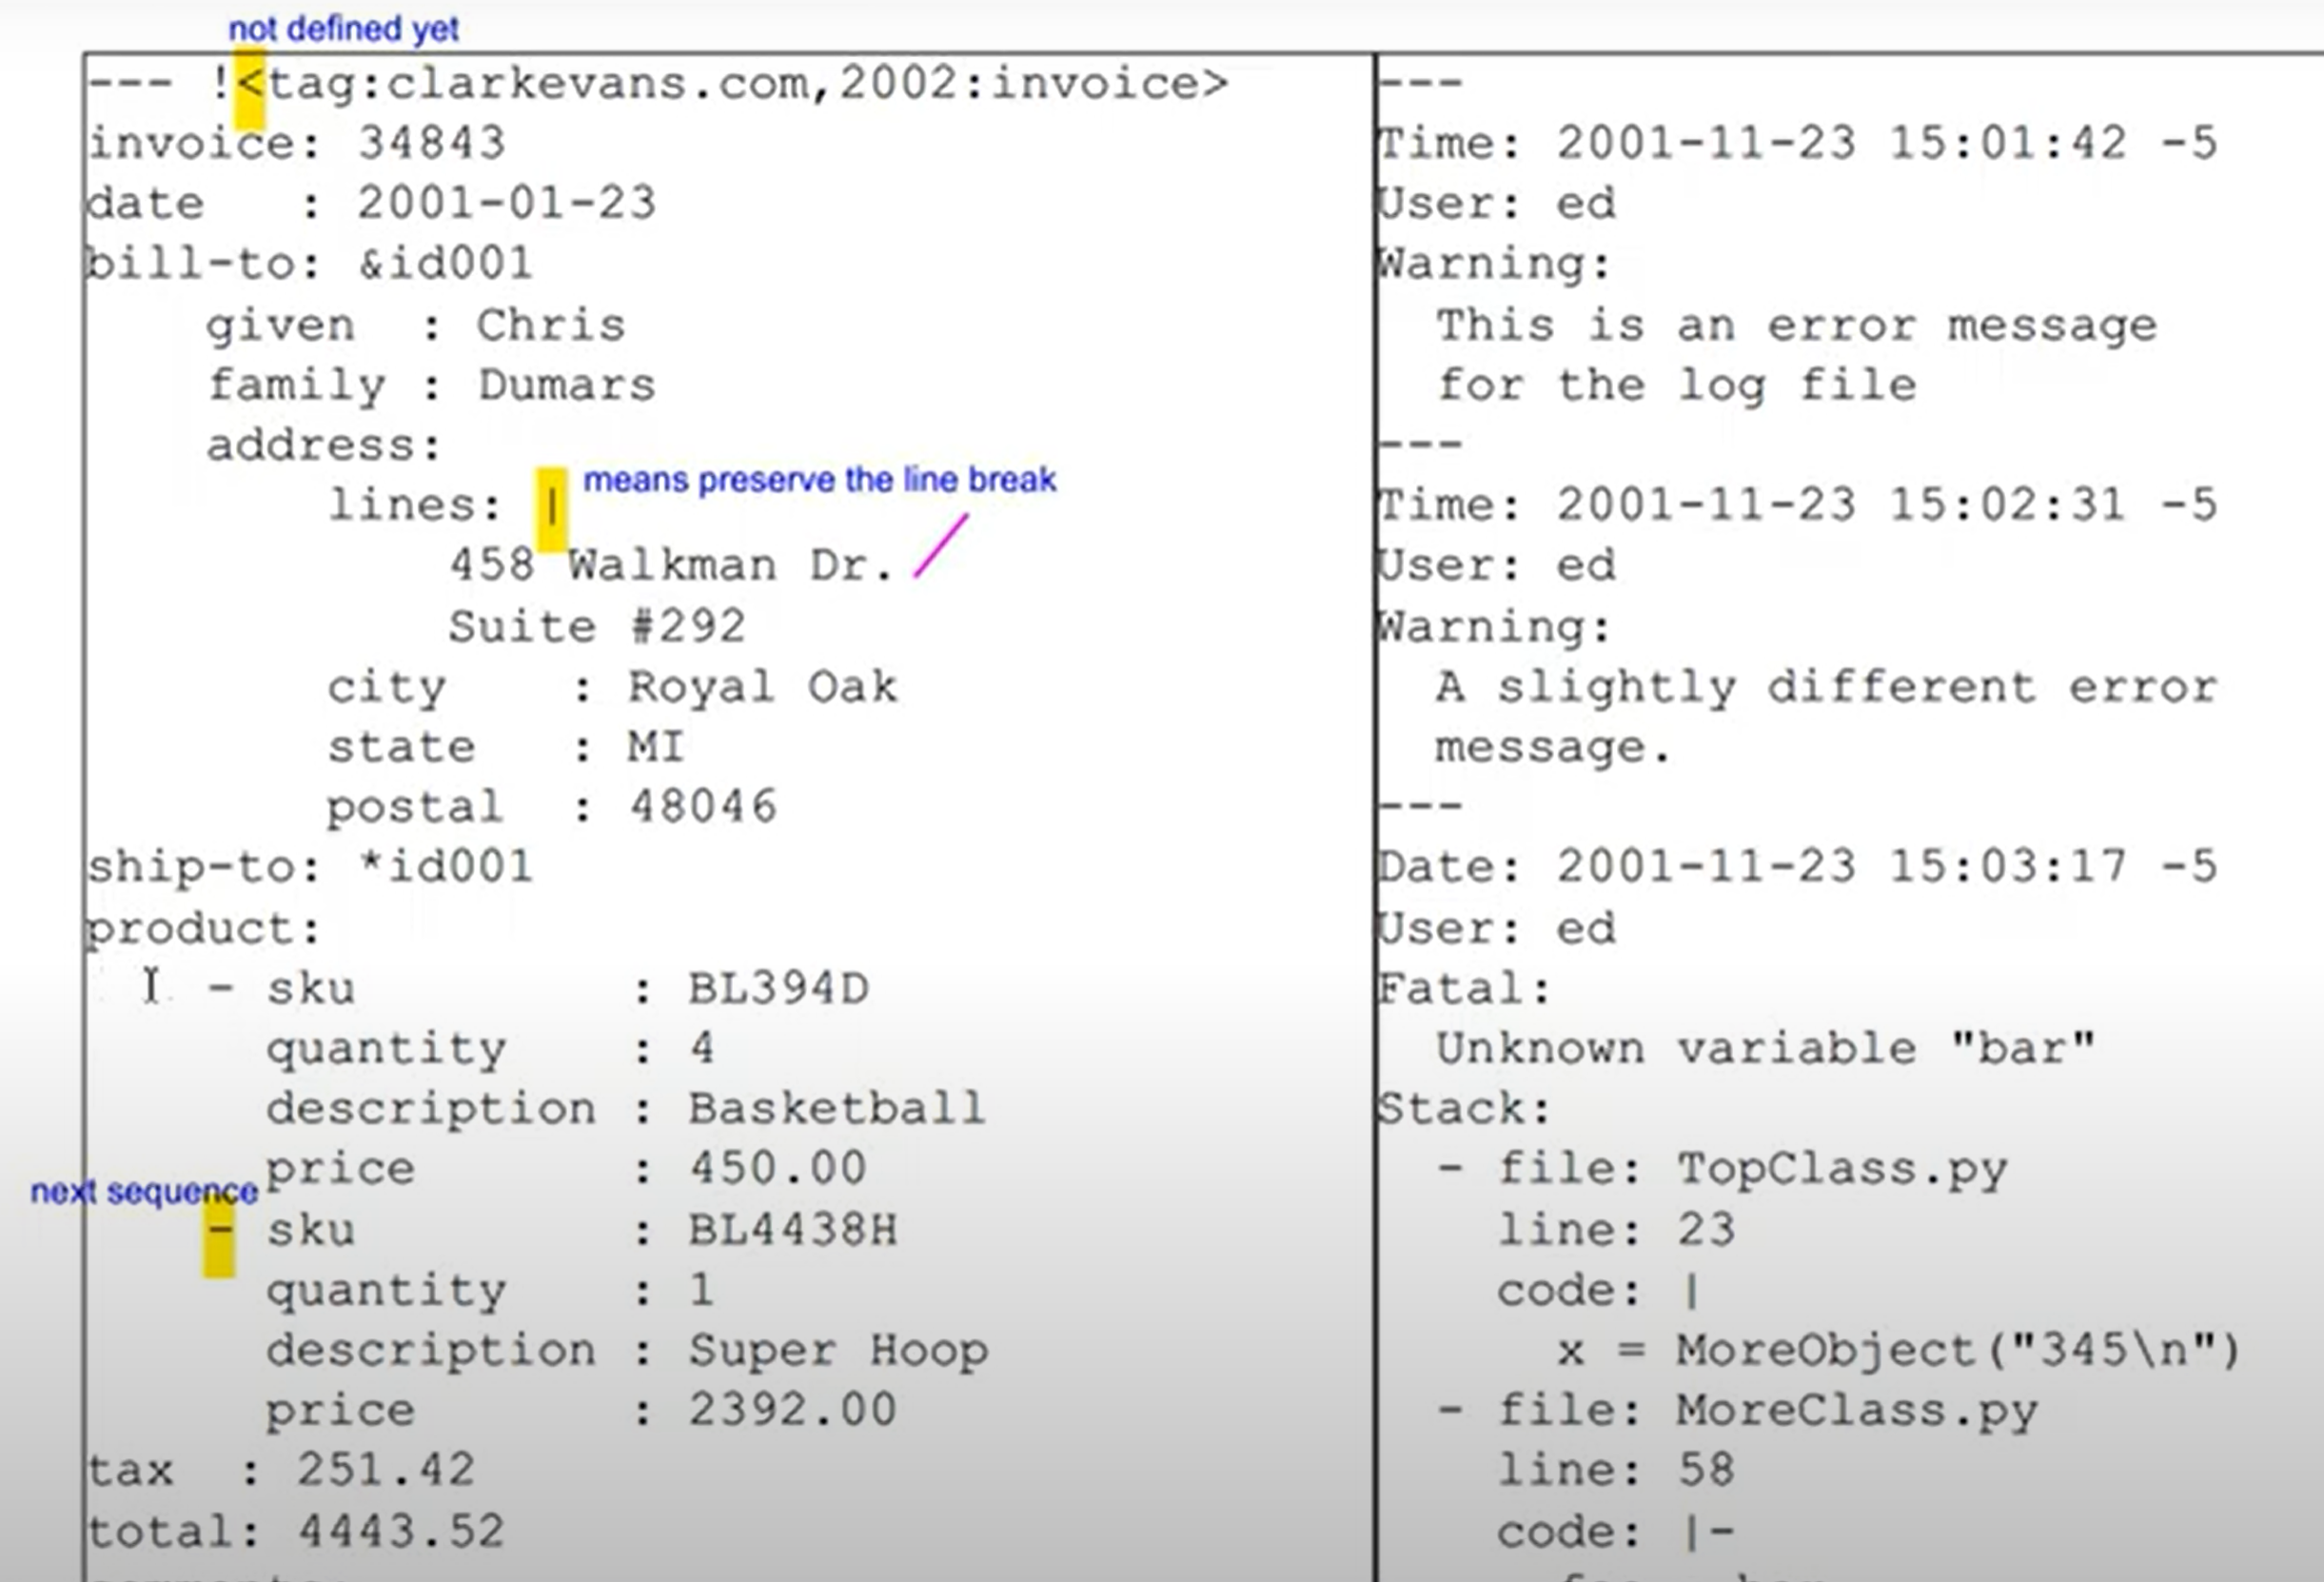 not defined yet
--- !<tag:clarkevans.com,2002:invoice>
invoice: 34843
date   : 2001-01-23
bill-to: &id001
    given  : Chris
    family : Dumars
    address:
means preserve the line break
        lines: |
            458 Walkman Dr.
            Suite #292
        city    : Royal Oak
        state   : MI
        postal  : 48046
ship-to: *id001
product:
    - sku         : BL394D
      quantity    : 4
      description : Basketball
      price       : 450.00
next sequence
    - sku         : BL4438H
      quantity    : 1
      description : Super Hoop
      price       : 2392.00
tax  : 251.42
total: 4443.52
---
Time: 2001-11-23 15:01:42 -5
User: ed
Warning:
  This is an error message
  for the log file
---
Time: 2001-11-23 15:02:31 -5
User: ed
Warning:
  A slightly different error
  message.
---
Date: 2001-11-23 15:03:17 -5
User: ed
Fatal:
  Unknown variable "bar"
Stack:
  - file: TopClass.py
    line: 23
    code: |
      x = MoreObject("345\n")
  - file: MoreClass.py
    line: 58
    code: |-